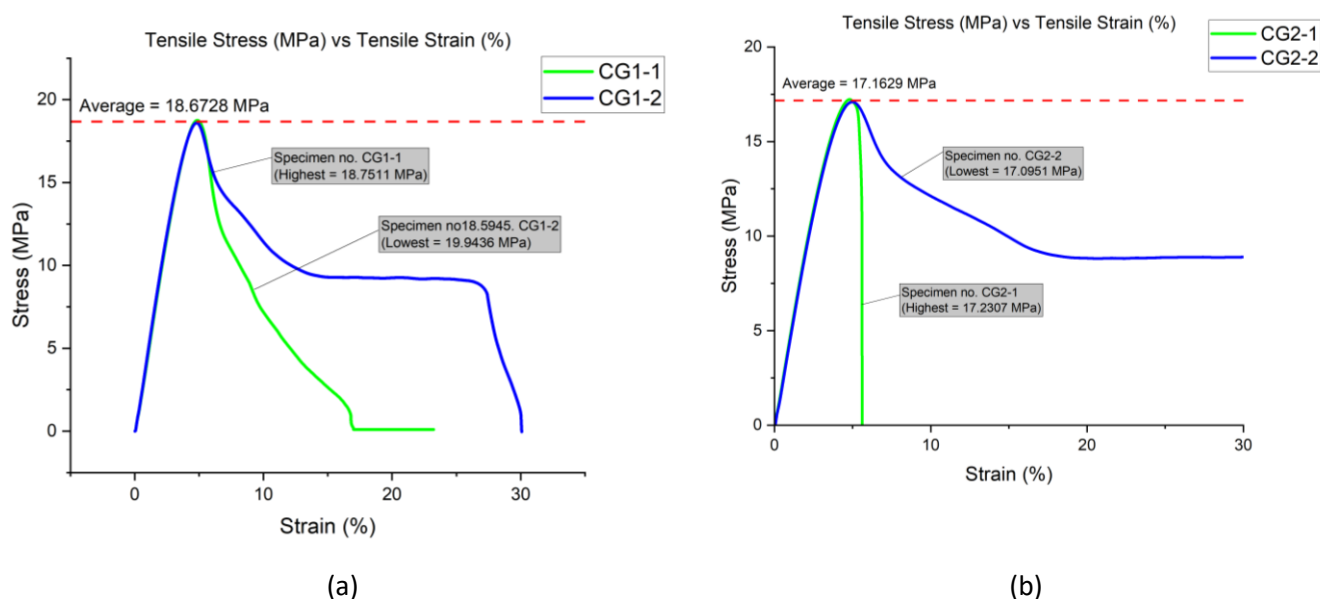 Tensile Stress (MPa) vs Tensile Strain (%)
CG1-1
CG1-2
Average = 18.6728 MPa
Specimen no. CG1-1
(Highest = 18.7511 MPa)
Specimen no18.5945. CG1-2
(Lowest = 19.9436 MPa)
Stress (MPa)
20
15
10
5
0
0
10
20
30
Strain (%)
(a)
Tensile Stress (MPa) vs Tensile Strain (%)
CG2-1
CG2-2
Average = 17.1629 MPa
Specimen no. CG2-2
(Lowest = 17.0951 MPa)
Specimen no. CG2-1
(Highest = 17.2307 MPa)
Stress (MPa)
20
15
10
5
0
0
10
20
30
Strain (%)
(b)